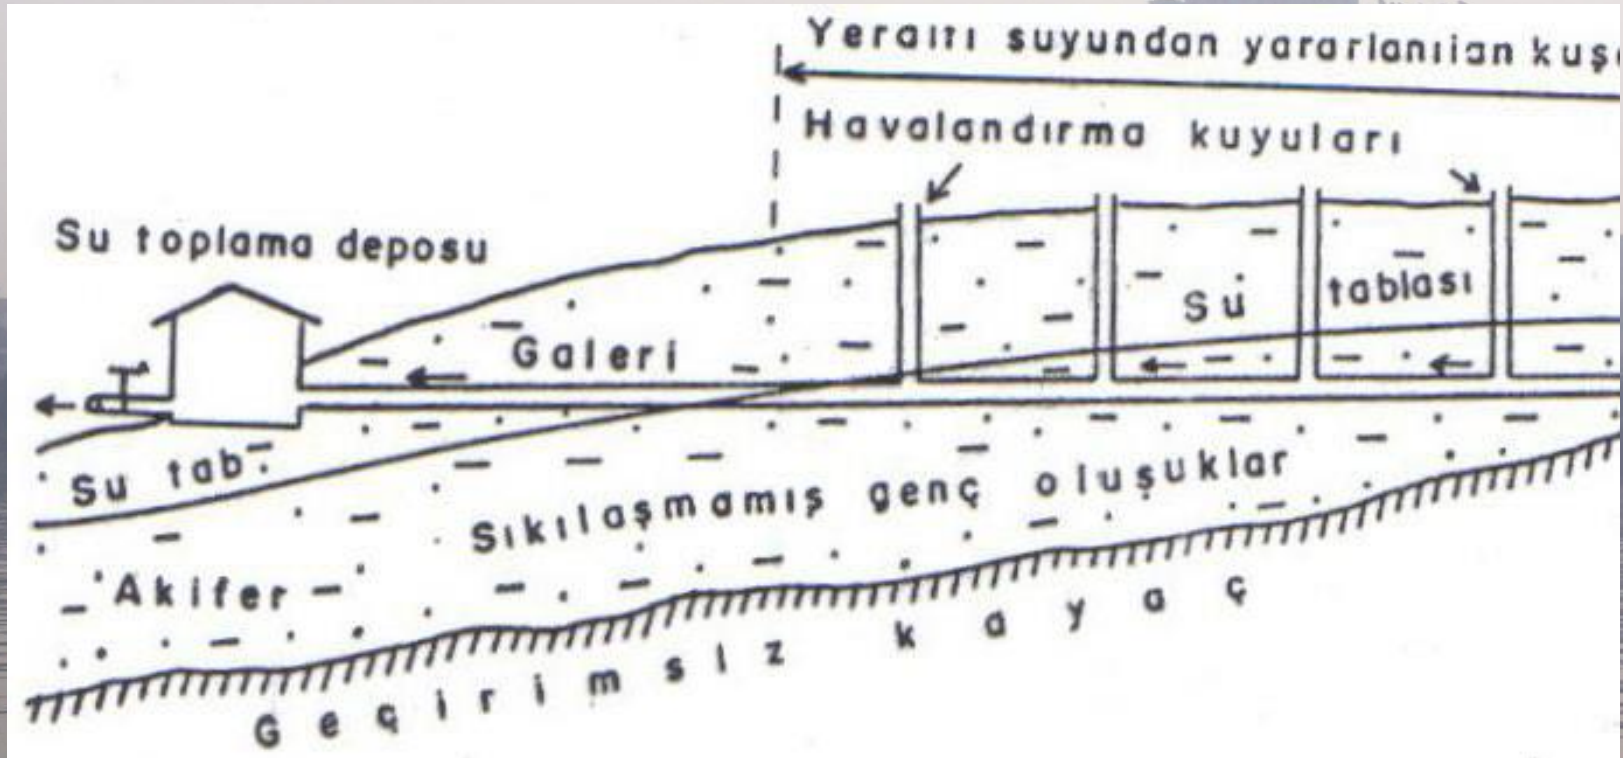 Yeraltı suyundan yararlanılan kuş
Havalandırma kuyuları
Su toplama deposu
Su tablası
Galeri
Su tab.
Sıkılaşmamış genç oluşuklar
Akifer
Geçirimsiz kayaç